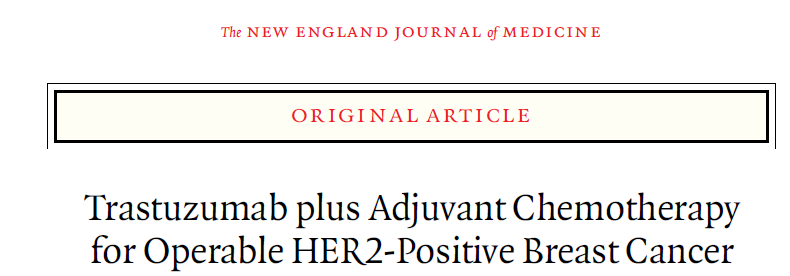 The NEW ENGLAND JOURNAL of MEDICINE
ORIGINAL ARTICLE
Trastuzumab plus Adjuvant Chemotherapy
for Operable HER2-Positive Breast Cancer